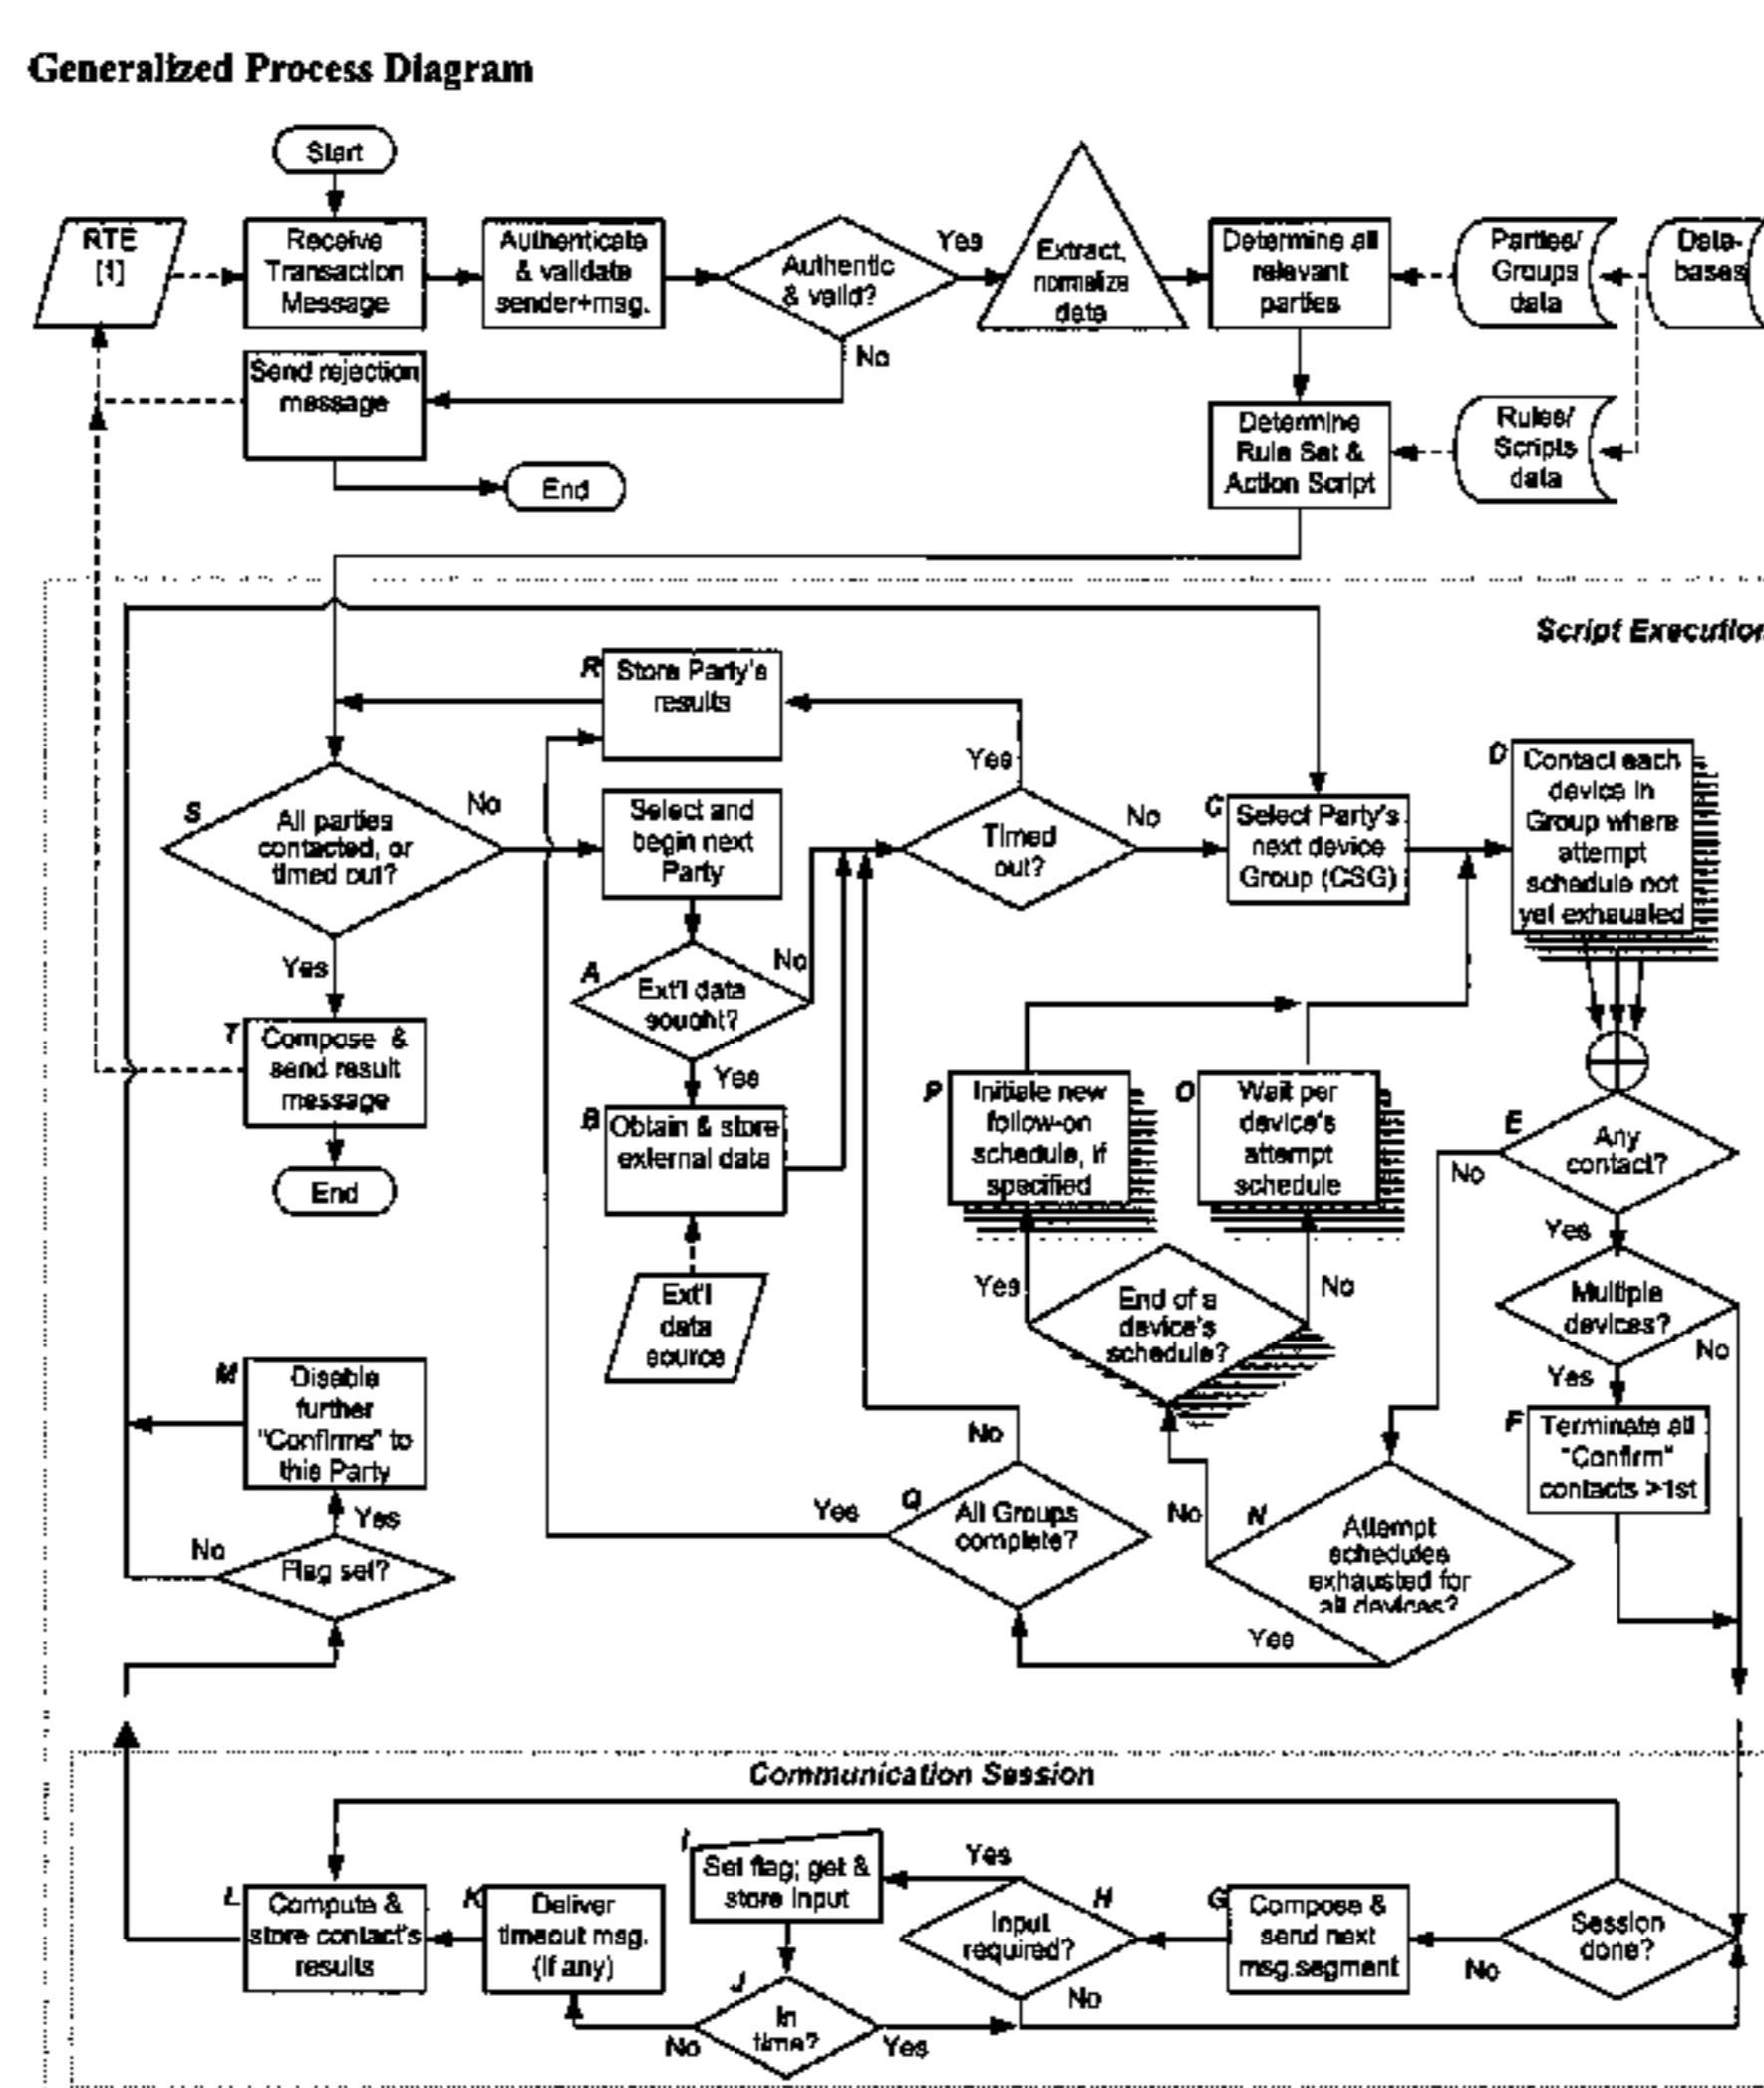 Generalized Process Diagram
Start
RTE
[1]
Receive
Transaction
Message
Authenticate
& validate
sender+msg.
Authentic
& valid?
Yes
No
Extract,
normalize
data
Determine all
relevant
parties
Parties/
Groups
data
Data-
bases
Send rejection
message
End
Determine
Rule Set &
Action Script
Rules/
Scripts
data
Script Execution
R
Store Party's
results
S
All parties
contacted, or
timed out?
No
Yes
Select and
begin next
Party
Yes
Timed
out?
No
C
Select Party's
next device
Group (CSG)
D
Contact each
device in
Group where
attempt
schedule not
yet exhausted
A
Ext'l data
sought?
No
Yes
T
Compose &
send result
message
End
B
Obtain & store
external data
Ext'l
data
source
P
Initiate new
follow-on
schedule, if
specified
O
Wait per
device's
attempt
schedule
E
Any
contact?
No
Yes
Yes
End of a
device's
schedule?
No
Multiple
devices?
No
Yes
M
Disable
further
"Confirms" to
this Party
F
Terminate all
"Confirm"
contacts >1st
No
Yes
Q
All Groups
complete?
No
N
Attempt
schedules
exhausted for
all devices?
Yes
Yes
No
Flag set?
Communication Session
I
Set flag; get &
store input
Yes
L
Compute &
store contact's
results
K
Deliver
timeout msg.
(if any)
H
Input
required?
No
G
Compose &
send next
msg.segment
Session
done?
No
J
In
time?
No
Yes